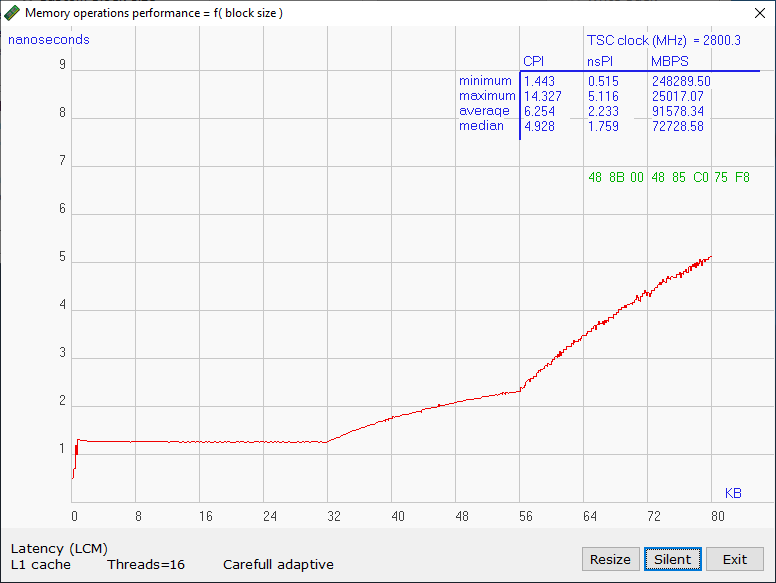 Memory operations performance = f( block size )
nanoseconds
TSC clock (MHz) = 2800.3
CPI nsPI MBPS
minimum 1.443 0.515 248289.50
maximum 14.327 5.116 25017.07
average 6.254 2.233 91578.34
median 4.928 1.759 72728.58
48 8B 00 48 85 C0 75 F8
9
8
7
6
5
4
3
2
1
KB
0 8 16 24 32 40 48 56 64 72 80
Latency (LCM)
L1 cache Threads=16 Carefull adaptive
Resize Silent Exit